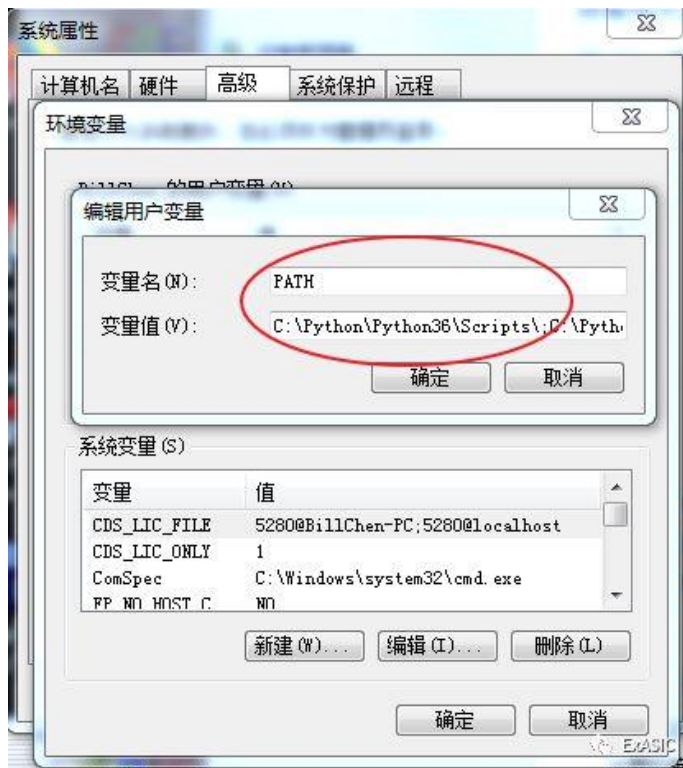 系统属性
计算机名 硬件 高级 系统保护 远程
环境变量
编辑用户变量
变量名(N): PATH
变量值(V): C:\Python\Python36\Scripts\;C:\Pyth
确定 取消
系统变量(S)
变量 值
CDS_LIC_FILE 5280@BillChen-PC;5280@localhost
CDS_LIC_ONLY 1
ComSpec C:\Windows\system32\cmd.exe
FP_NO_HOST_C NO
新建(W)... 编辑(I)... 删除(L)
确定 取消
ExASIC